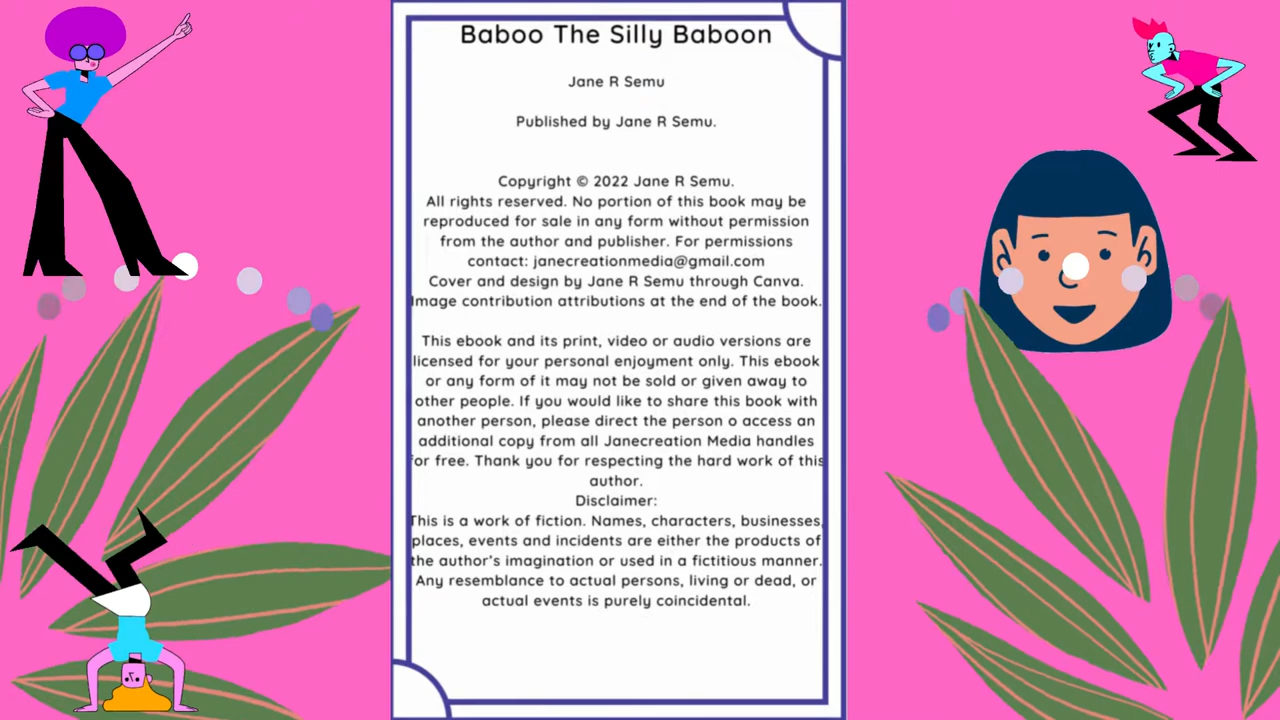 Baboo The Silly Baboon
Jane R Semu
Published by Jane R Semu.
Copyright © 2022 Jane R Semu.
All rights reserved. No portion of this book may be
reproduced for sale in any form without permission
from the author and publisher. For permissions
contact: janecreationmedia@gmail.com
Cover and design by Jane R Semu through Canva.
Image contribution attributions at the end of the book.
This ebook and its print, video or audio versions are
licensed for your personal enjoyment only. This ebook
or any form of it may not be sold or given away to
other people. If you would like to share this book with
another person, please direct the person o access an
additional copy from all Janecreation Media handles
for free. Thank you for respecting the hard work of this
author.
Disclaimer:
This is a work of fiction. Names, characters, businesses,
places, events and incidents are either the products of
the author's imagination or used in a fictitious manner.
Any resemblance to actual persons, living or dead, or
actual events is purely coincidental.